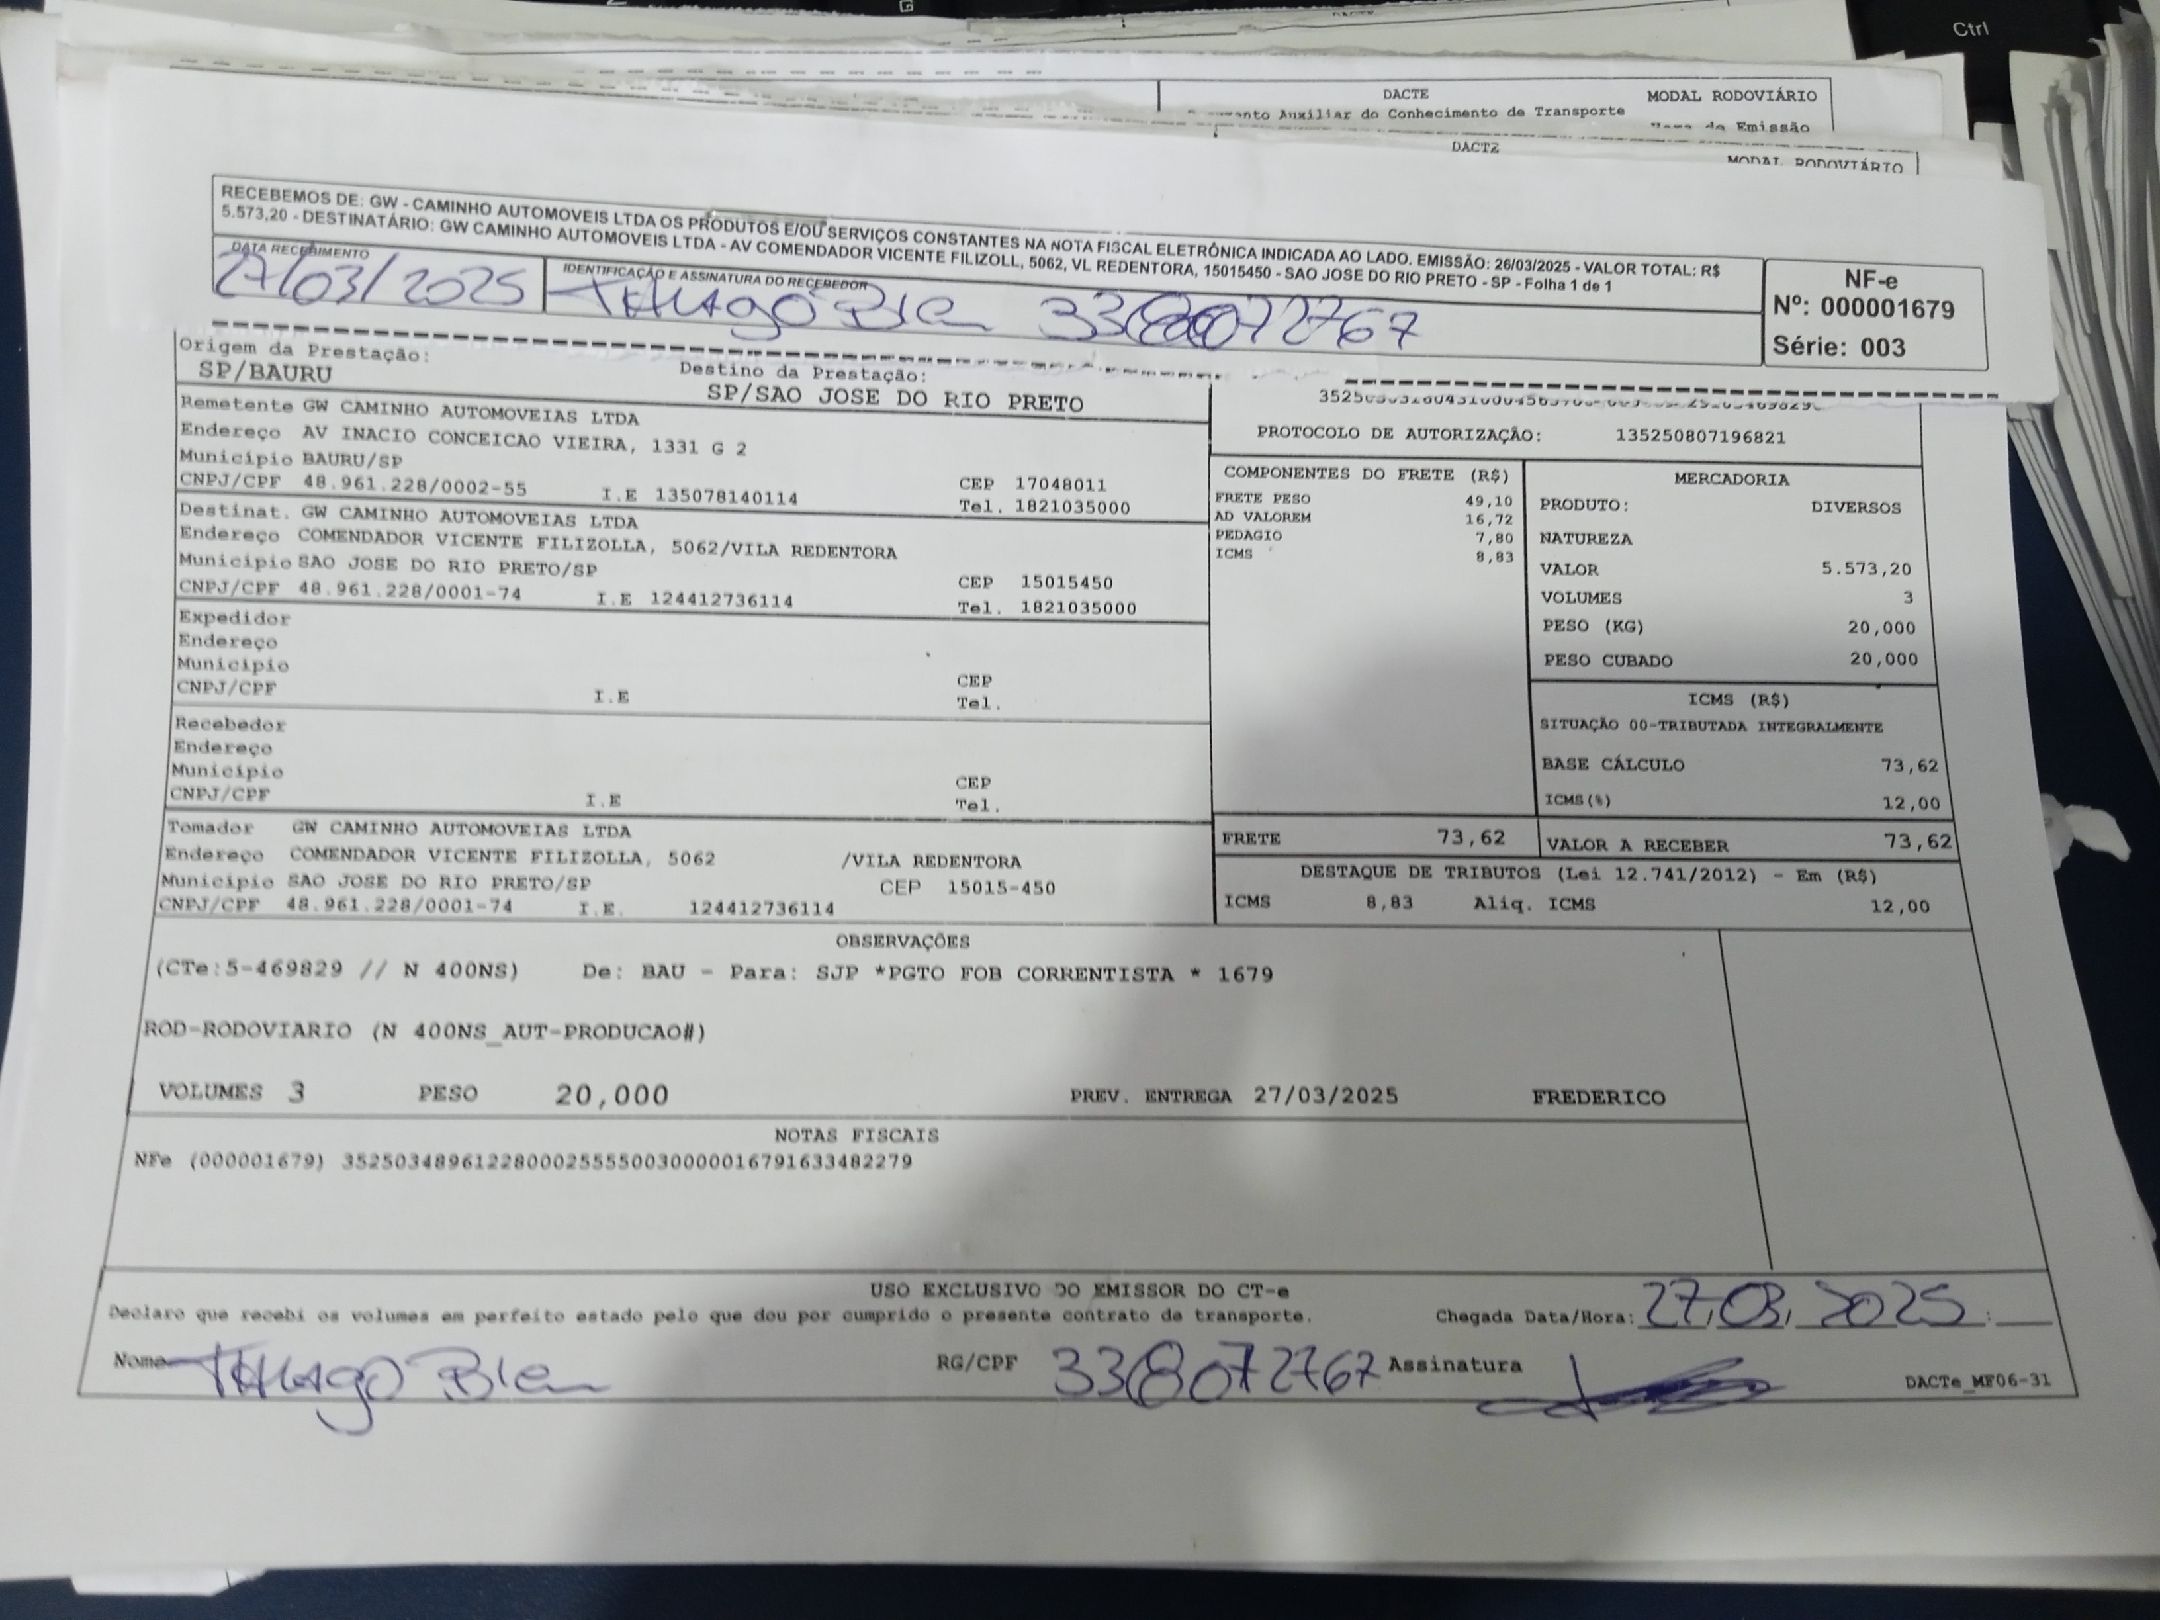 Ctrl
DACTE
MODAL RODOVIÁRIO
Auxiliar do Conhecimento de Transporte
de Emissão
DACTE
MODAL RODOVIÁRIO
RECEBEMOS DE: GW - CAMINHO AUTOMOVEIS LTDA OS PRODUTOS E/OU SERVIÇOS CONSTANTES NA NOTA FISCAL ELETRÔNICA INDICADA AO LADO. EMISSÃO: 26/03/2025 - VALOR TOTAL: R$
5.573,20 - DESTINATÁRIO: GW CAMINHO AUTOMOVEIS LTDA - AV COMENDADOR VICENTE FILIZOLL, 5062, VL REDENTORA, 15015450 - SAO JOSE DO RIO PRETO - SP - Folha 1 de 1
DATA RECEBIMENTO
27/03/2025
IDENTIFICAÇÃO E ASSINATURA DO RECEBEDOR
338072767
NF-e
Nº: 000001679
Série: 003
Origem da Prestação:
SP/BAURU
Destino da Prestação:
SP/SAO JOSE DO RIO PRETO
Remetente GW CAMINHO AUTOMOVEIAS LTDA
Endereço AV INACIO CONCEICAO VIEIRA, 1331 G 2
Município BAURU/SP
CEP 17048011
CNPJ/CPF 48.961.228/0002-55 I.E 135078140114
Tel. 1821035000
Destinat. GW CAMINHO AUTOMOVEIAS LTDA
Endereço COMENDADOR VICENTE FILIZOLLA, 5062/VILA REDENTORA
Município SAO JOSE DO RIO PRETO/SP
CEP 15015450
CNPJ/CPF 48.961.228/0001-74 I.E 124412736114
Tel. 1821035000
Expedidor
Endereço
Município
CEP
CNPJ/CPF I.E
Tel.
Recebedor
Endereço
Município
CEP
CNPJ/CPF I.E
Tel.
Tomador GW CAMINHO AUTOMOVEIAS LTDA
Endereço COMENDADOR VICENTE FILIZOLLA, 5062 /VILA REDENTORA
Município SAO JOSE DO RIO PRETO/SP CEP 15015-450
CNPJ/CPF 48.961.228/0001-74 I.E. 124412736114
PROTOCOLO DE AUTORIZAÇÃO: 135250807196821
COMPONENTES DO FRETE (R$)
FRETE PESO 49,10
AD VALOREM 16,72
PEDAGIO 7,80
ICMS 8,83
MERCADORIA
PRODUTO: DIVERSOS
NATUREZA
VALOR 5.573,20
VOLUMES 3
PESO (KG) 20,000
PESO CUBADO 20,000
ICMS (R$)
SITUAÇÃO 00-TRIBUTADA INTEGRALMENTE
BASE CÁLCULO 73,62
ICMS(%) 12,00
FRETE 73,62
VALOR A RECEBER 73,62
DESTAQUE DE TRIBUTOS (Lei 12.741/2012) - Em (R$)
ICMS 8,83 Aliq. ICMS 12,00
OBSERVAÇÕES
(CTe:5-469829 // N 400NS) De: BAU - Para: SJP *PGTO FOB CORRENTISTA * 1679
ROD-RODOVIARIO (N 400NS_AUT-PRODUCAO#)
VOLUMES 3 PESO 20,000 PREV. ENTREGA 27/03/2025 FREDERICO
NOTAS FISCAIS
NFe (000001679) 35250348961228000255550030000016791633482279
USO EXCLUSIVO DO EMISSOR DO CT-e
Declaro que recebi os volumes em perfeito estado pelo que dou por cumprido o presente contrato de transporte.
Chegada Data/Hora: 27/03/2025 :
Nome RG/CPF 338072767 Assinatura
DACTe_MF06-31